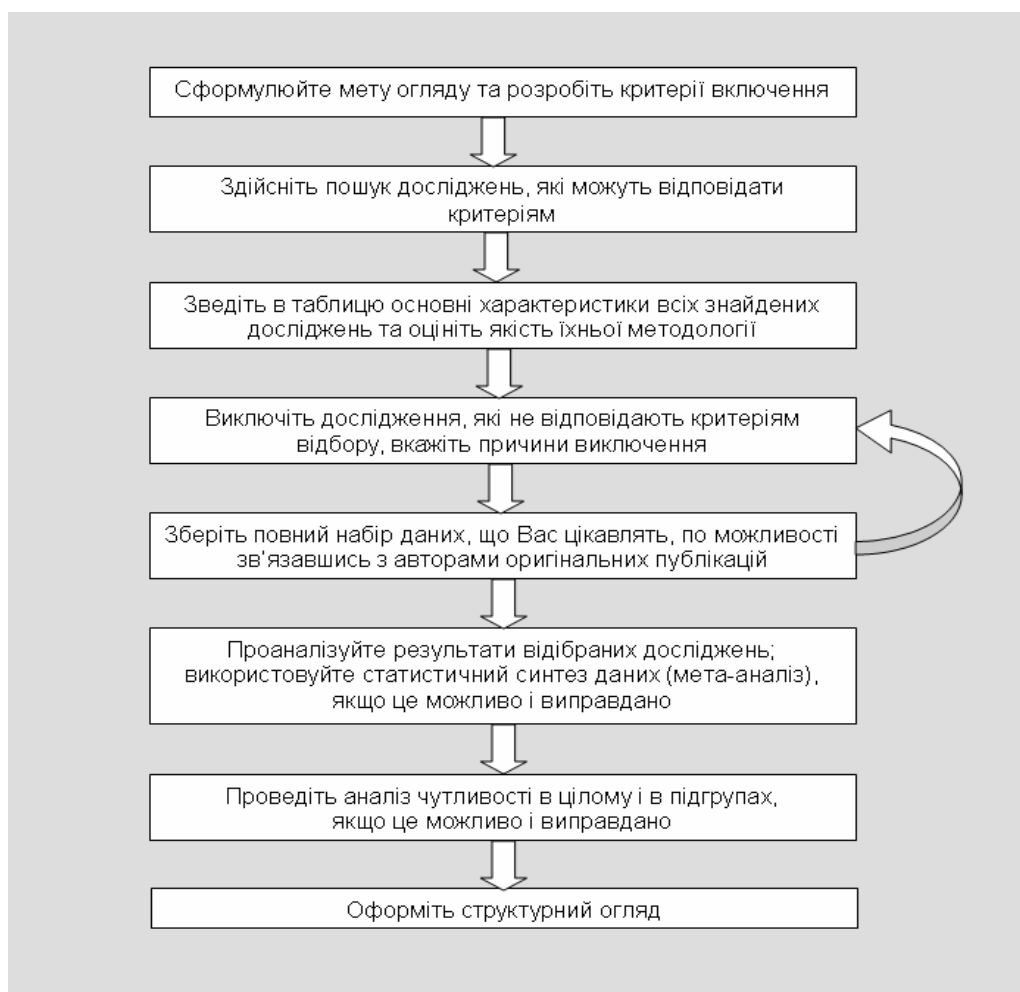 Сформулюйте мету огляду та розробіть критерії включення
Здійсніть пошук досліджень, які можуть відповідати
критеріям
Зведіть в таблицю основні характеристики всіх знайдених
досліджень та оцініть якість їхньої методології
Виключіть дослідження, які не відповідають критеріям
відбору, вкажіть причини виключення
Зберіть повний набір даних, що Вас цікавлять, по можливості
зв'язавшись з авторами оригінальних публікацій
Проаналізуйте результати відібраних досліджень;
використовуйте статистичний синтез даних (мета-аналіз),
якщо це можливо і виправдано
Проведіть аналіз чутливості в цілому і в підгрупах,
якщо це можливо і виправдано
Оформіть структурний огляд